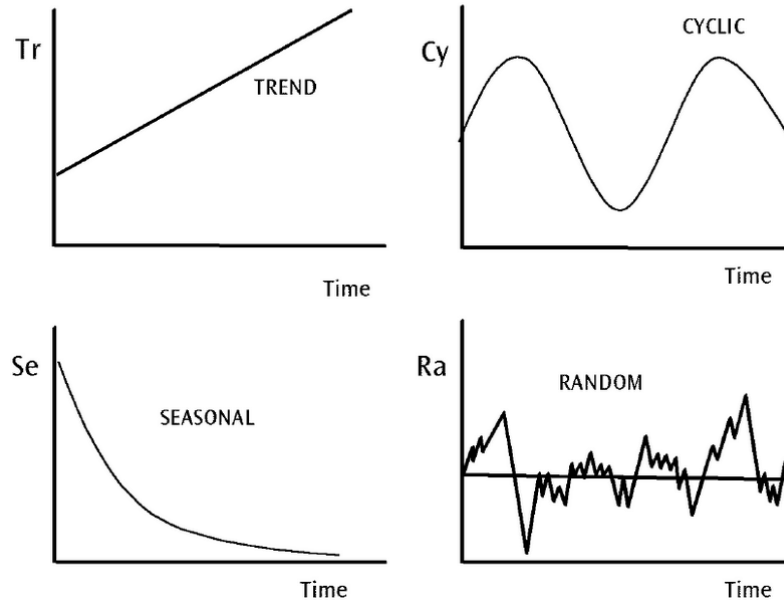 Tr
TREND
Time
CYCLIC
Cy
Time
Se
SEASONAL
Time
Ra
RANDOM
Time